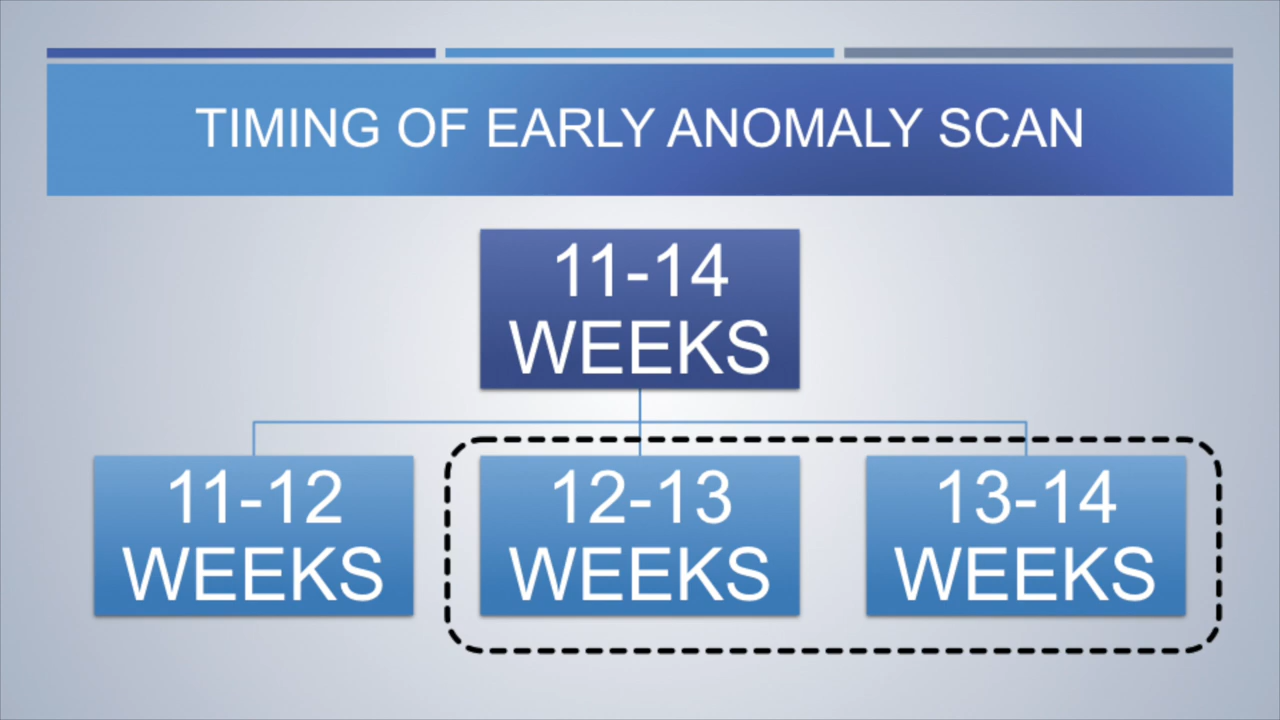 TIMING OF EARLY ANOMALY SCAN
11-14
WEEKS
11-12
WEEKS
12-13
WEEKS
13-14
WEEKS